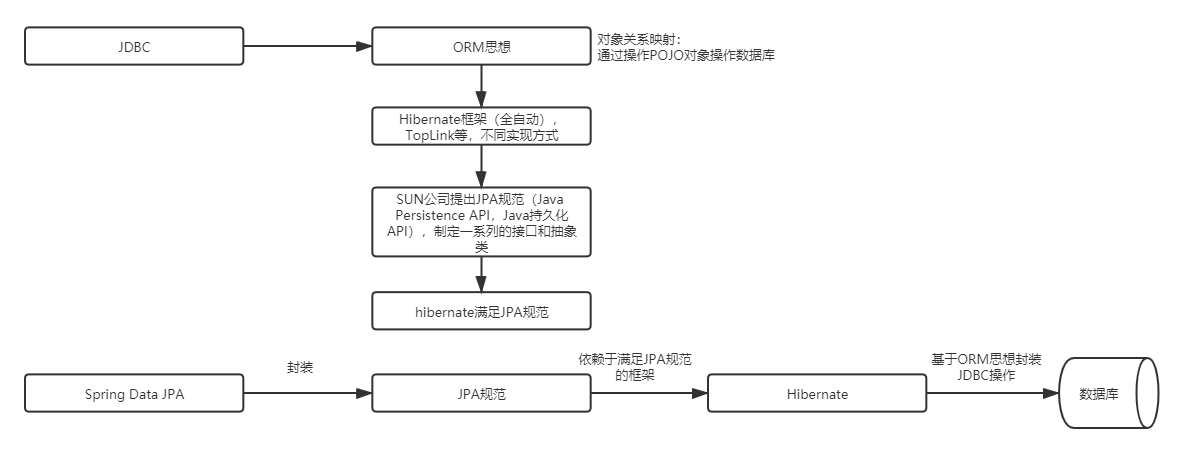 JDBC
ORM思想
对象关系映射：
通过操作POJO对象操作数据库
Hibernate框架（全自动），
TopLink等，不同实现方式
SUN公司提出JPA规范（Java
Persistence API，Java持久化
API），制定一系列的接口和抽象
类
hibernate满足JPA规范
Spring Data JPA
封装
JPA规范
依赖于满足JPA规范
的框架
Hibernate
基于ORM思想封装
JDBC操作
数据库